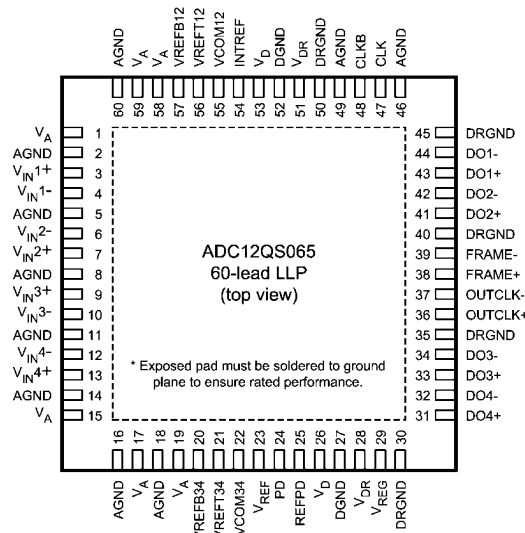 AGND
VA
VA
VREFB12
VREFT12
VCOM12
INTREF
VD
DGND
VDR
DRGND
AGND
CLKB
CLK
AGND
60 59 58 57 56 55 54 53 52 51 50 49 48 47 46
VA 1
AGND 2
VIN1+ 3
VIN1- 4
AGND 5
VIN2- 6
VIN2+ 7
AGND 8
VIN3+ 9
VIN3- 10
AGND 11
VIN4- 12
VIN4+ 13
AGND 14
VA 15
ADC12QS065
60-lead LLP
(top view)
* Exposed pad must be soldered to ground
plane to ensure rated performance.
45 DRGND
44 DO1-
43 DO1+
42 DO2-
41 DO2+
40 DRGND
39 FRAME-
38 FRAME+
37 OUTCLK-
36 OUTCLK+
35 DRGND
34 DO3-
33 DO3+
32 DO4-
31 DO4+
16 17 18 19 20 21 22 23 24 25 26 27 28 29 30
AGND
VA
AGND
VA
VREFB34
VREFT34
VCOM34
VREF
PD
REFPD
VD
DGND
VDR
VREG
DRGND